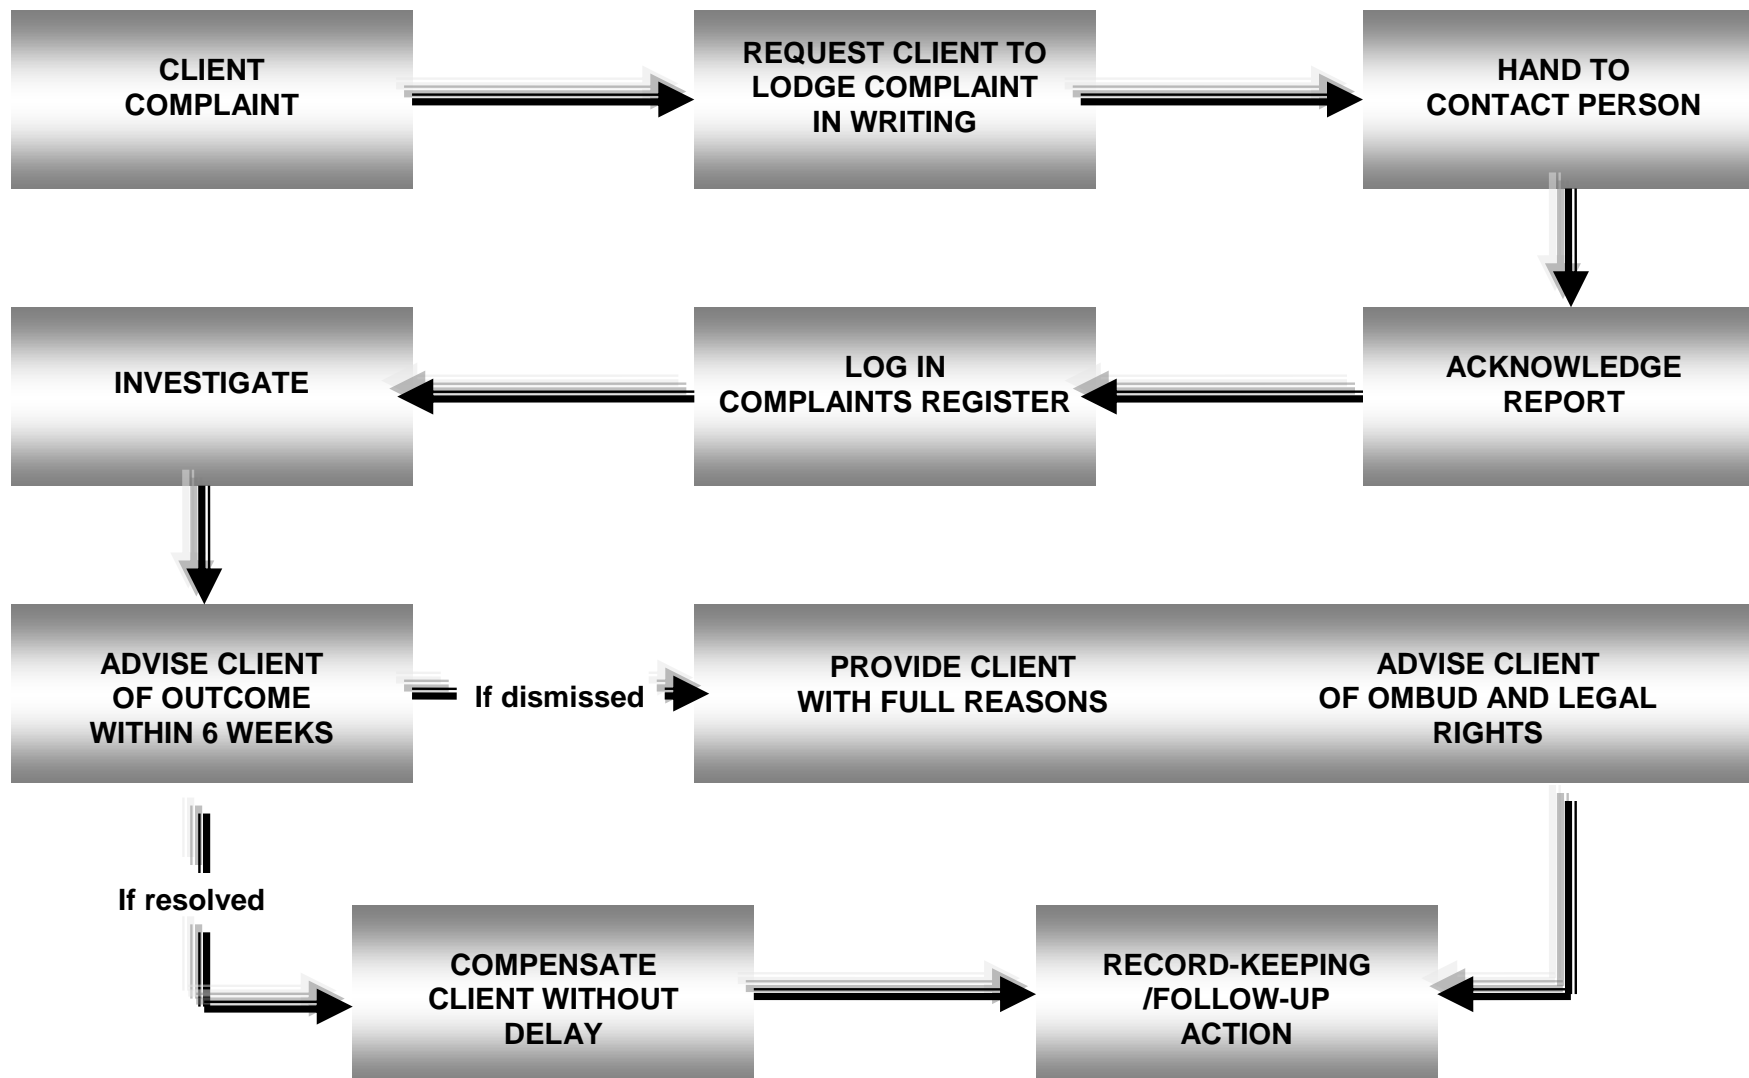 CLIENT
COMPLAINT
REQUEST CLIENT TO
LODGE COMPLAINT
IN WRITING
HAND TO
CONTACT PERSON
ACKNOWLEDGE
REPORT
LOG IN
COMPLAINTS REGISTER
INVESTIGATE
ADVISE CLIENT
OF OUTCOME
WITHIN 6 WEEKS
If dismissed
PROVIDE CLIENT
WITH FULL REASONS
ADVISE CLIENT
OF OMBUD AND LEGAL
RIGHTS
If resolved
COMPENSATE
CLIENT WITHOUT
DELAY
RECORD-KEEPING
/FOLLOW-UP
ACTION